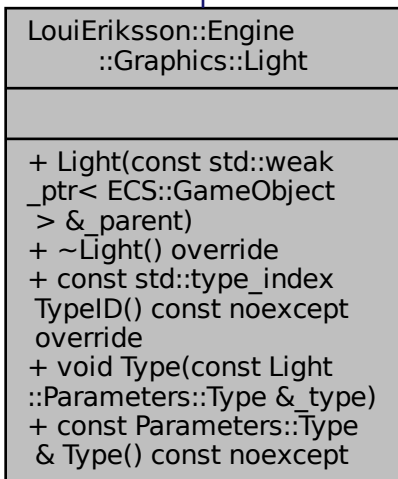 LouiEriksson::Engine
::Graphics::Light
+ Light(const std::weak
_ptr< ECS::GameObject
> &_parent)
+ ~Light() override
+ const std::type_index
TypeID() const noexcept
override
+ void Type(const Light
::Parameters::Type &_type)
+ const Parameters::Type
& Type() const noexcept